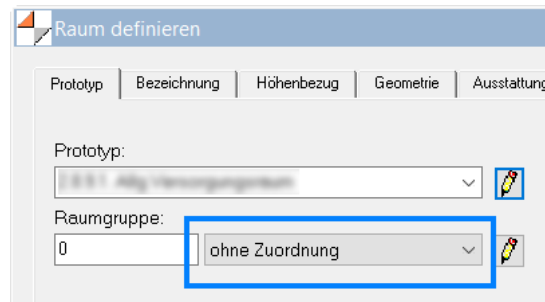 Raum definieren
Prototyp Bezeichnung Höhenbezug Geometrie Ausstattung
Prototyp:
Raumgruppe:
0 ohne Zuordnung